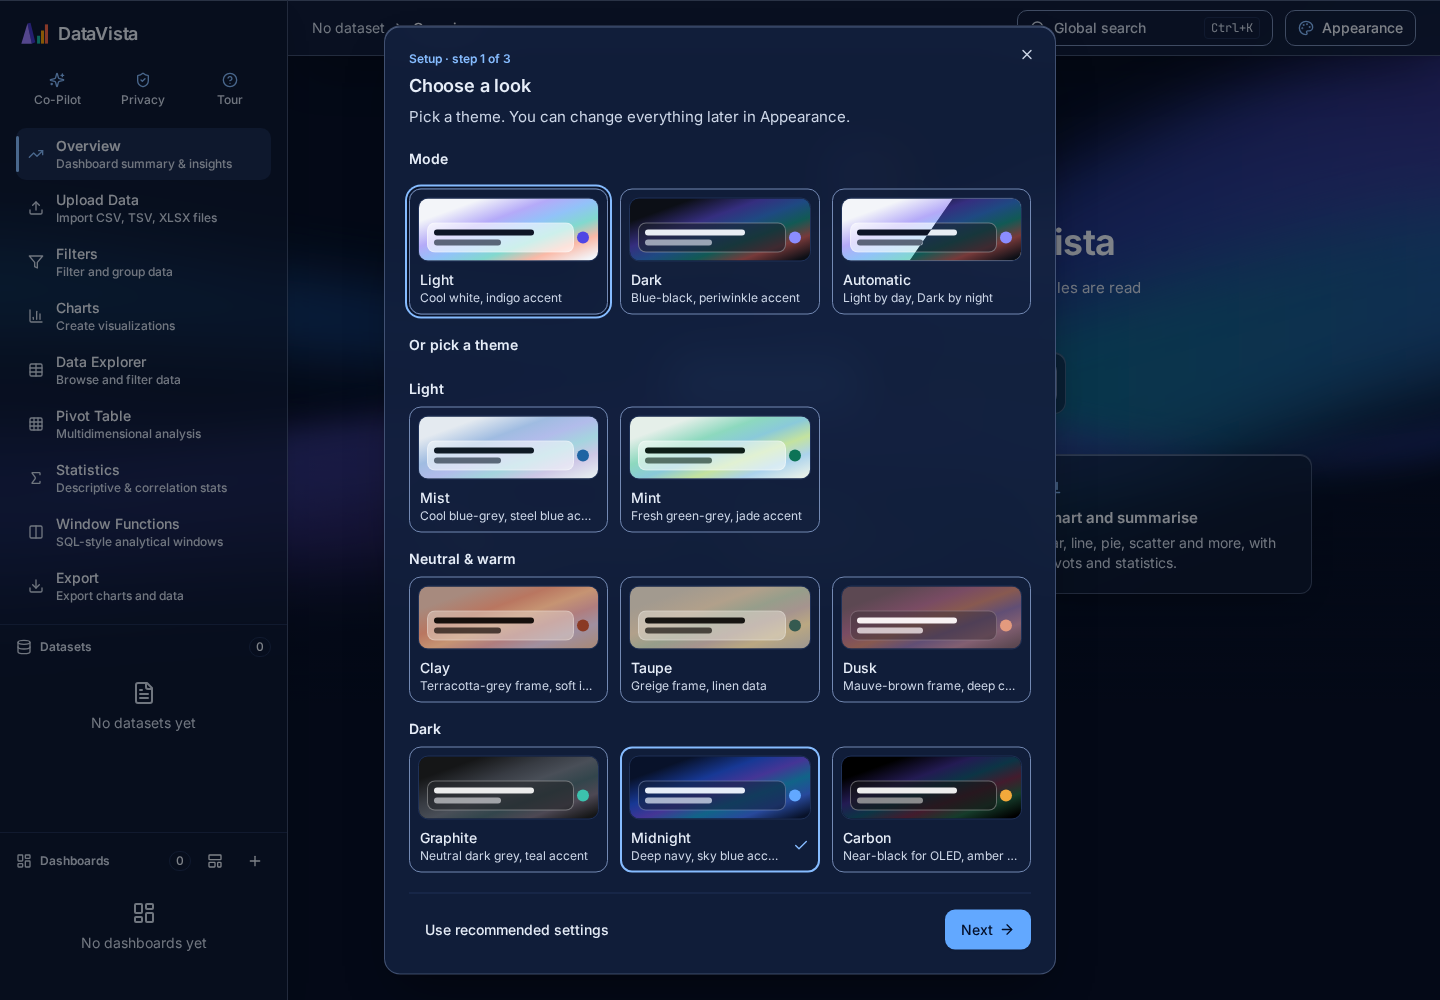 DataVista
Co-Pilot
Privacy
Tour
Overview
Dashboard summary & insights
Upload Data
Import CSV, TSV, XLSX files
Filters
Filter and group data
Charts
Create visualizations
Data Explorer
Browse and filter data
Pivot Table
Multidimensional analysis
Statistics
Descriptive & correlation stats
Window Functions
SQL-style analytical windows
Export
Export charts and data
Datasets
0
No datasets yet
Dashboards
0
No dashboards yet
No dataset
Global search
Ctrl+K
Appearance
Setup · step 1 of 3
Choose a look
Pick a theme. You can change everything later in Appearance.
Mode
Light
Cool white, indigo accent
Dark
Blue-black, periwinkle accent
Automatic
Light by day, Dark by night
Or pick a theme
Light
Mist
Cool blue-grey, steel blue ac...
Mint
Fresh green-grey, jade accent
Neutral & warm
Clay
Terracotta-grey frame, soft i...
Taupe
Greige frame, linen data
Dusk
Mauve-brown frame, deep c...
Dark
Graphite
Neutral dark grey, teal accent
Midnight
Deep navy, sky blue acc...
Carbon
Near-black for OLED, amber ...
Use recommended settings
Next
ista
les are read
art and summarise
ar, line, pie, scatter and more, with
vots and statistics.